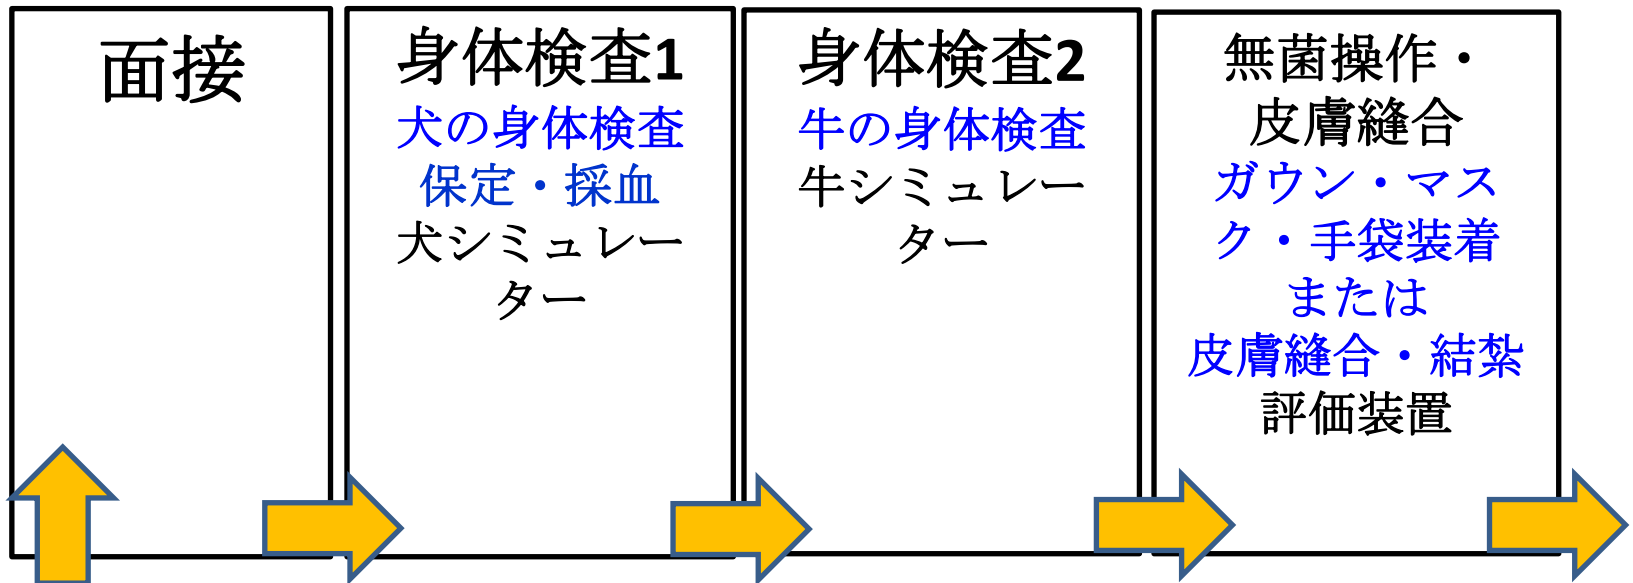 面接
身体検査1
犬の身体検査
保定・採血
犬シミュレー
ター
身体検査2
牛の身体検査
牛シミュレー
ター
無菌操作・
皮膚縫合
ガウン・マス
ク・手袋装着
または
皮膚縫合・結紮
評価装置